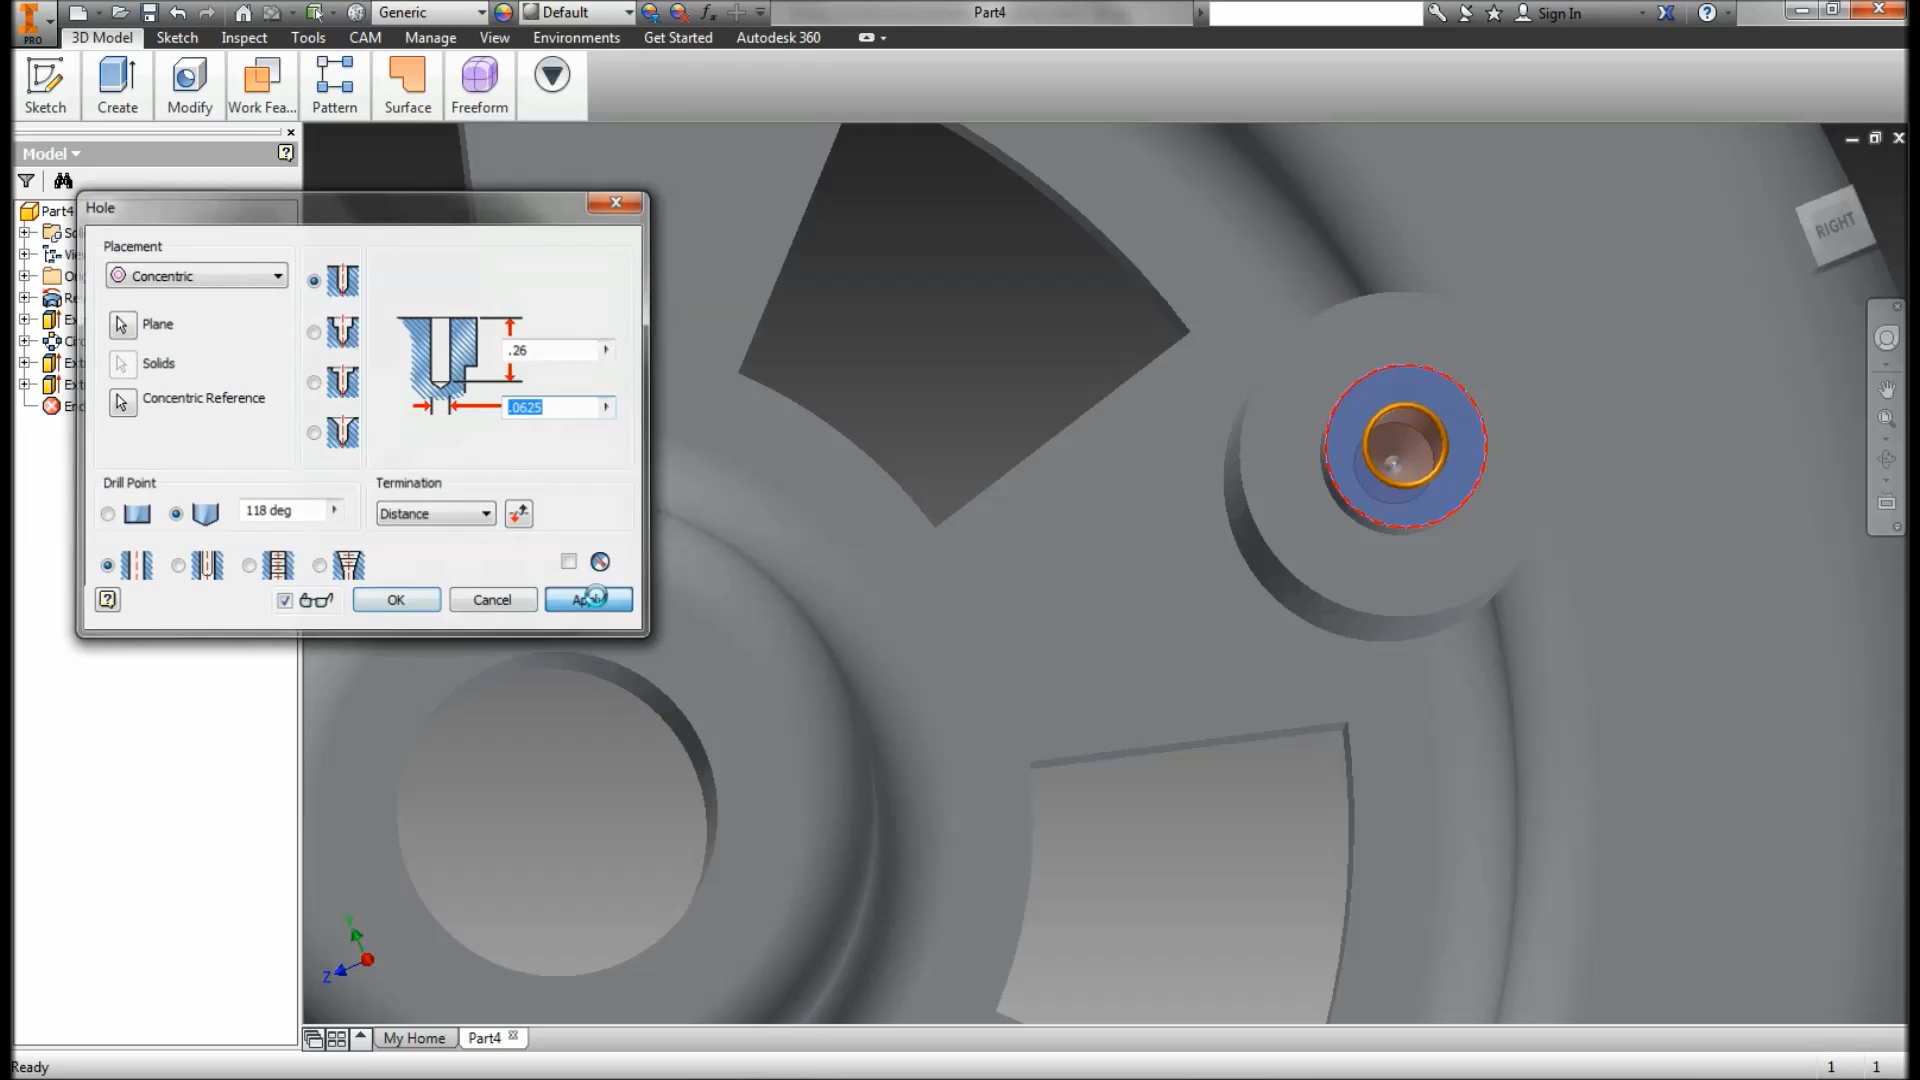 PRO
Generic
Default
fx
Part4
Sign In
3D Model
Sketch
Inspect
Tools
CAM
Manage
View
Environments
Get Started
Autodesk 360
Sketch
Create
Modify
Work Fea...
Pattern
Surface
Freeform
Model
Part4
Hole
Placement
Concentric
Plane
Solids
Concentric Reference
.26
.0625
Drill Point
118 deg
Termination
Distance
OK
Cancel
RIGHT
Y
Z
My Home
Part4
Ready
1
1